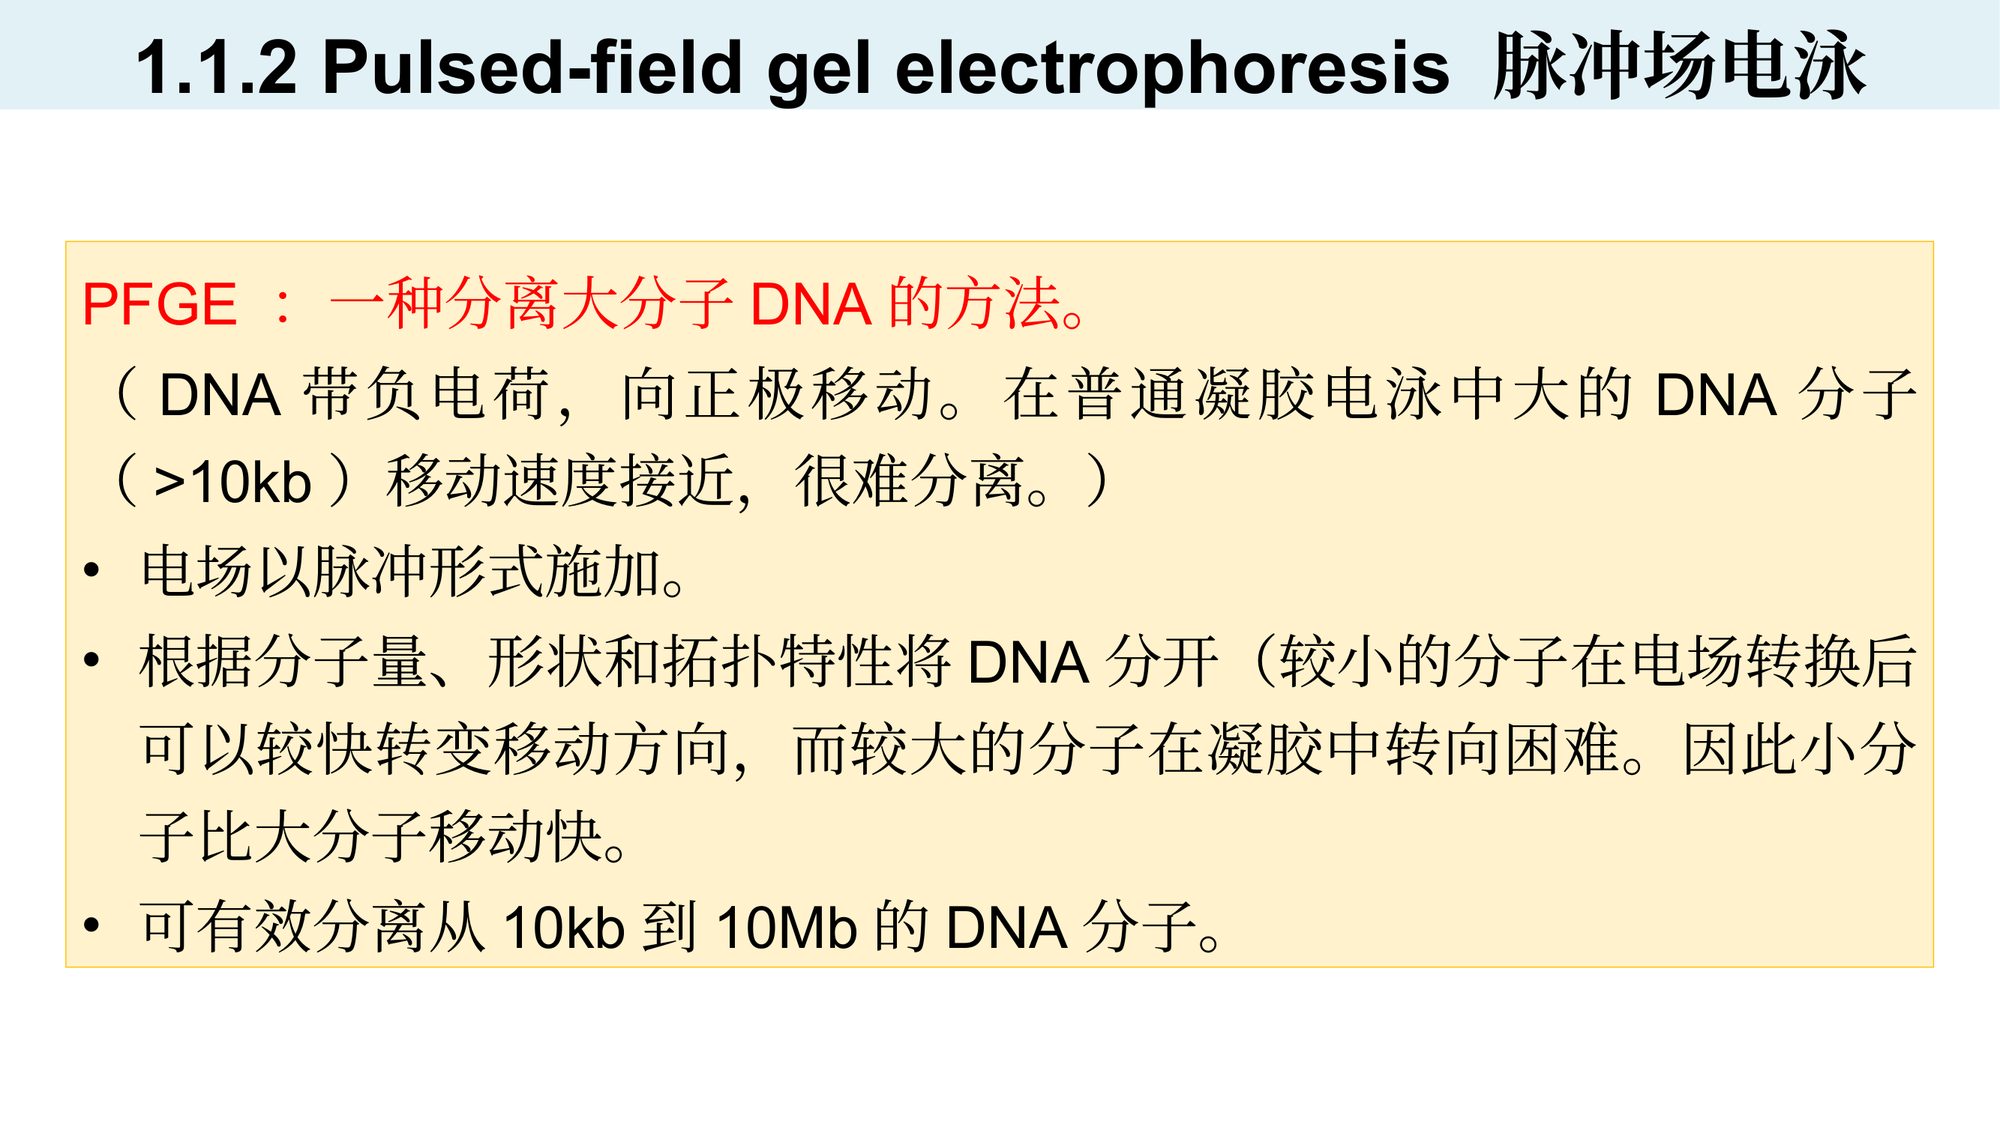 1.1.2 Pulsed-field gel electrophoresis 脉冲场电泳
PFGE ：一种分离大分子 DNA 的方法。
（ DNA 带负电荷，向正极移动。在普通凝胶电泳中大的 DNA 分子
（ >10kb ）移动速度接近，很难分离。）
• 电场以脉冲形式施加。
• 根据分子量、形状和拓扑特性将 DNA 分开（较小的分子在电场转换后
可以较快转变移动方向，而较大的分子在凝胶中转向困难。因此小分
子比大分子移动快。
• 可有效分离从 10kb 到 10Mb 的 DNA 分子。